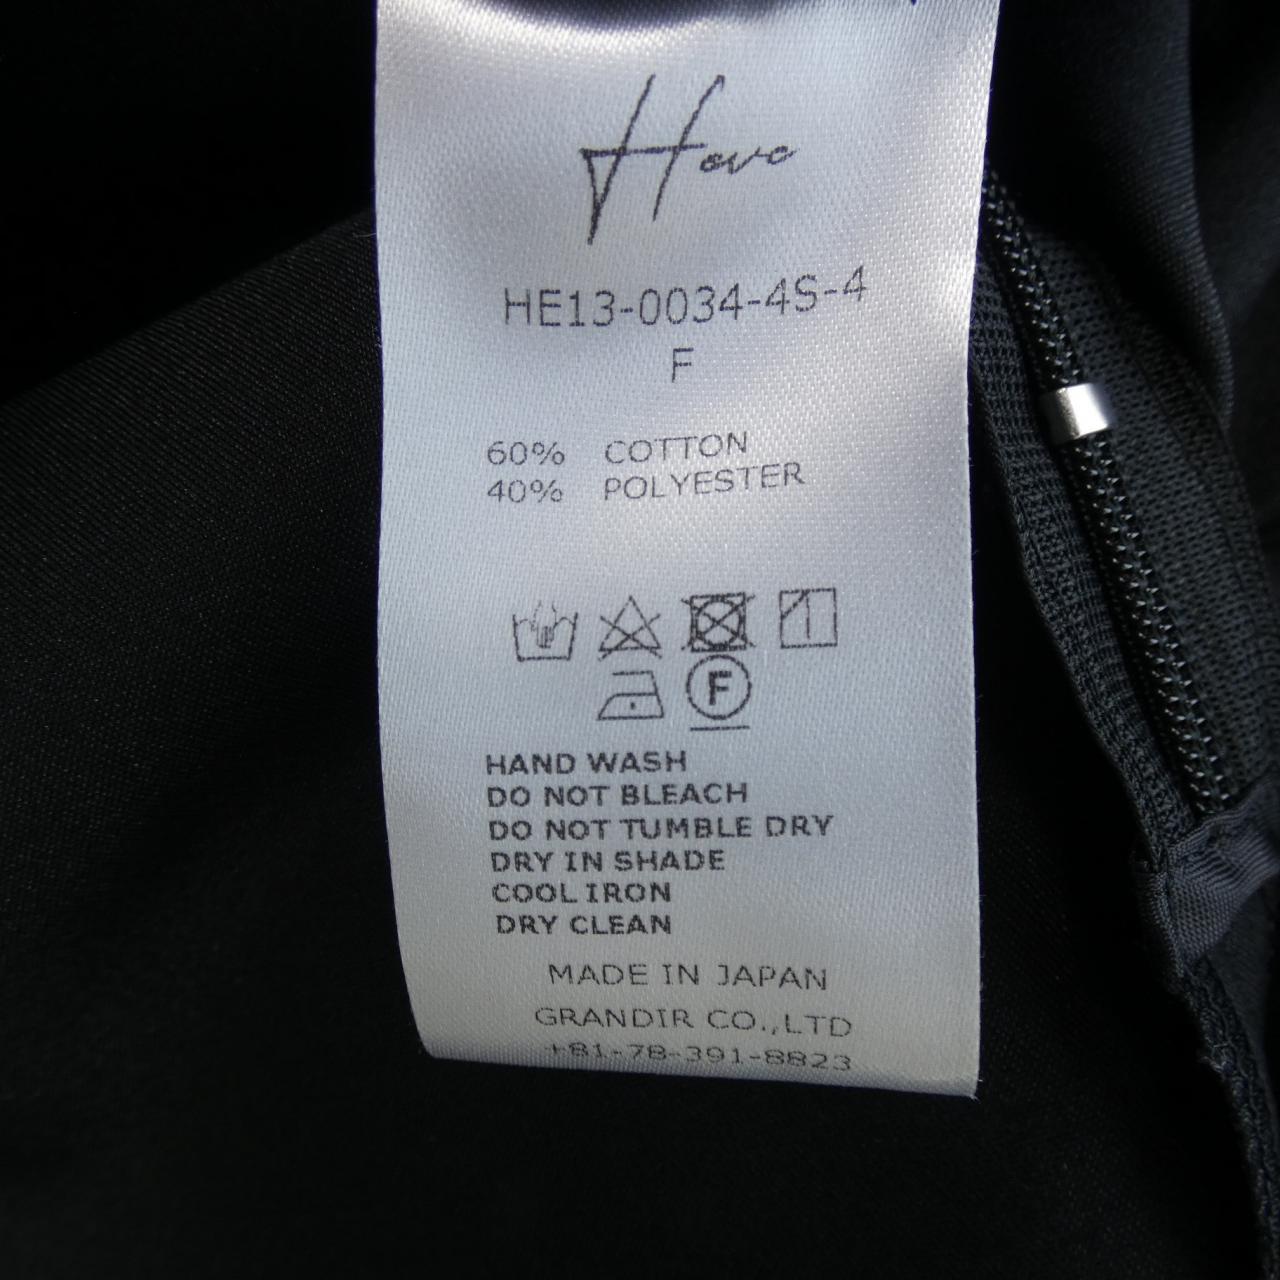 Hevo
HE13-0034-4S-4
F
60% COTTON
40% POLYESTER
F
HAND WASH
DO NOT BLEACH
DO NOT TUMBLE DRY
DRY IN SHADE
COOL IRON
DRY CLEAN
MADE IN JAPAN
GRANDIR CO.,LTD
+81-78-391-8823